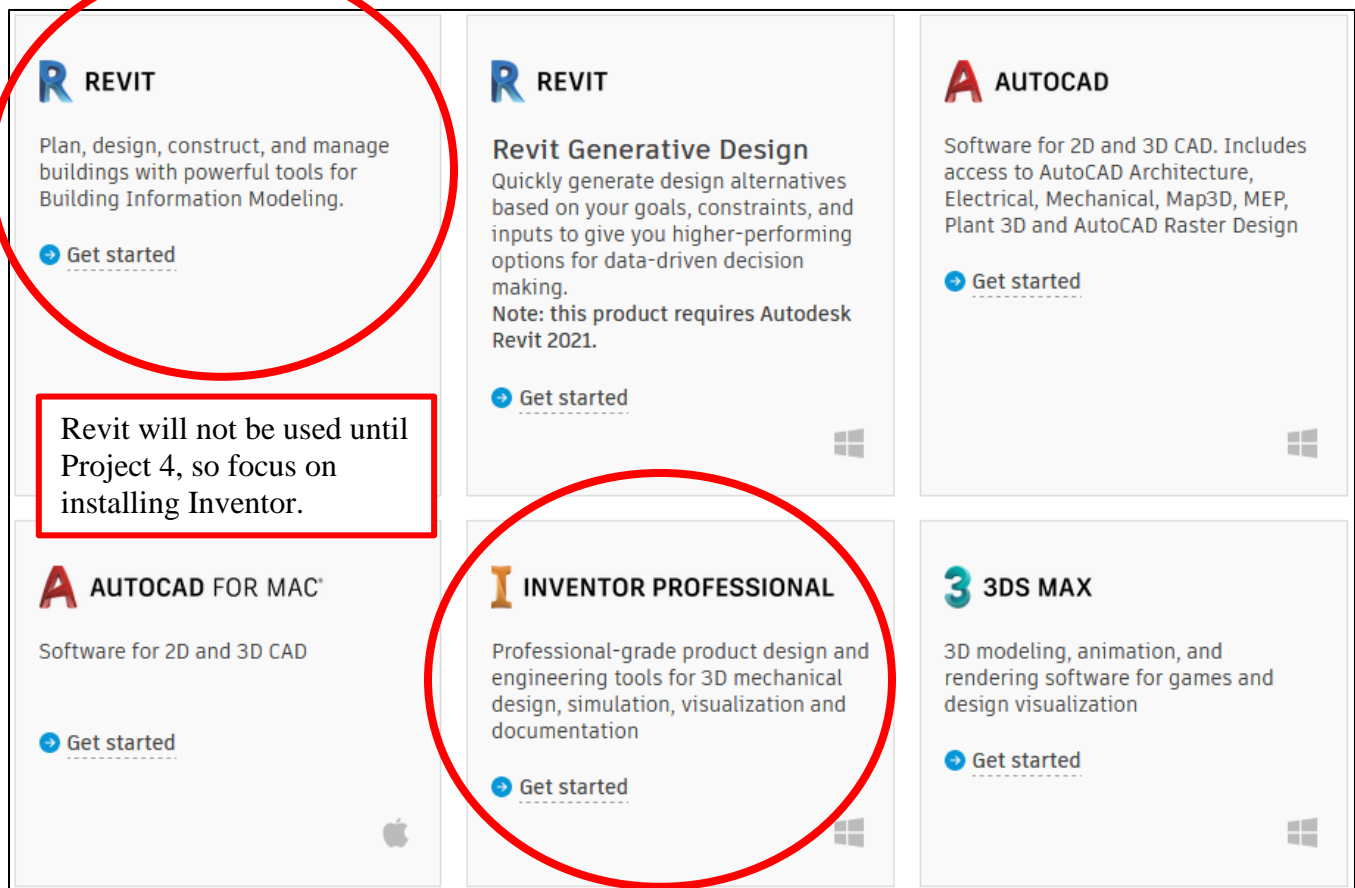 REVIT
Plan, design, construct, and manage
buildings with powerful tools for
Building Information Modeling.
Get started
Revit will not be used until
Project 4, so focus on
installing Inventor.
REVIT
Revit Generative Design
Quickly generate design alternatives
based on your goals, constraints, and
inputs to give you higher-performing
options for data-driven decision
making.
Note: this product requires Autodesk
Revit 2021.
Get started
AUTOCAD
Software for 2D and 3D CAD. Includes
access to AutoCAD Architecture,
Electrical, Mechanical, Map3D, MEP,
Plant 3D and AutoCAD Raster Design
Get started
AUTOCAD FOR MAC®
Software for 2D and 3D CAD
Get started
INVENTOR PROFESSIONAL
Professional-grade product design and
engineering tools for 3D mechanical
design, simulation, visualization and
documentation
Get started
3DS MAX
3D modeling, animation, and
rendering software for games and
design visualization
Get started